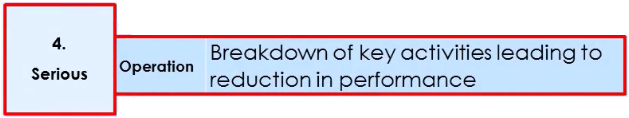 4.
Serious
Operation
Breakdown of key activities leading to
reduction in performance